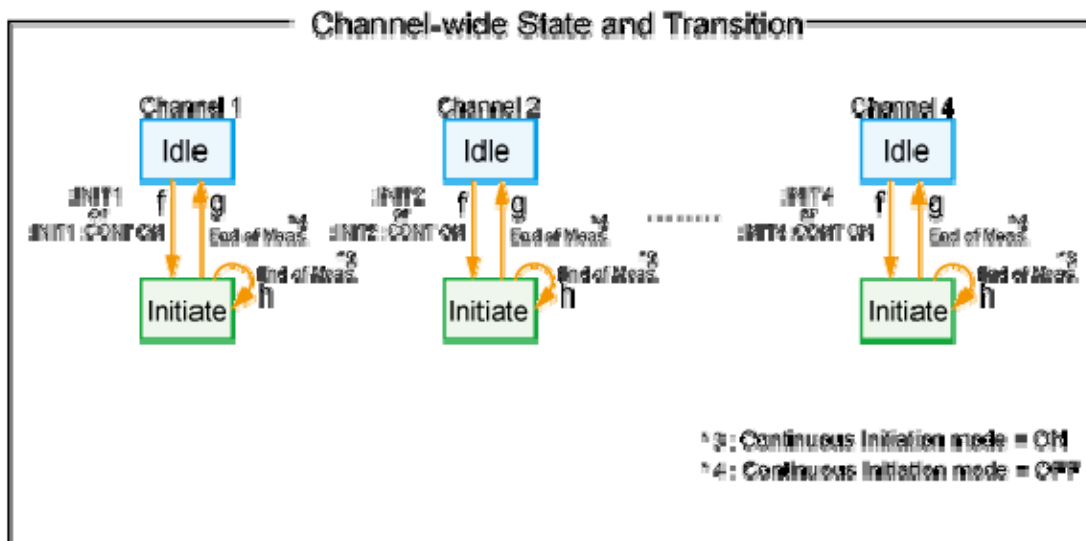 Channel-wide State and Transition
Channel 1
Idle
:INIT1
or
:INIT1:CONT ON
f
g
*4
End of Meas.
*3
End of Meas.
h
Initiate
Channel 2
Idle
:INIT2
or
:INIT2:CONT ON
f
g
*4
End of Meas.
*3
End of Meas.
h
Initiate
.........
Channel 4
Idle
:INIT4
or
:INIT4:CONT ON
f
g
*4
End of Meas.
*3
End of Meas.
h
Initiate
*3: Continuous Initiation mode = ON
*4: Continuous Initiation mode = OFF